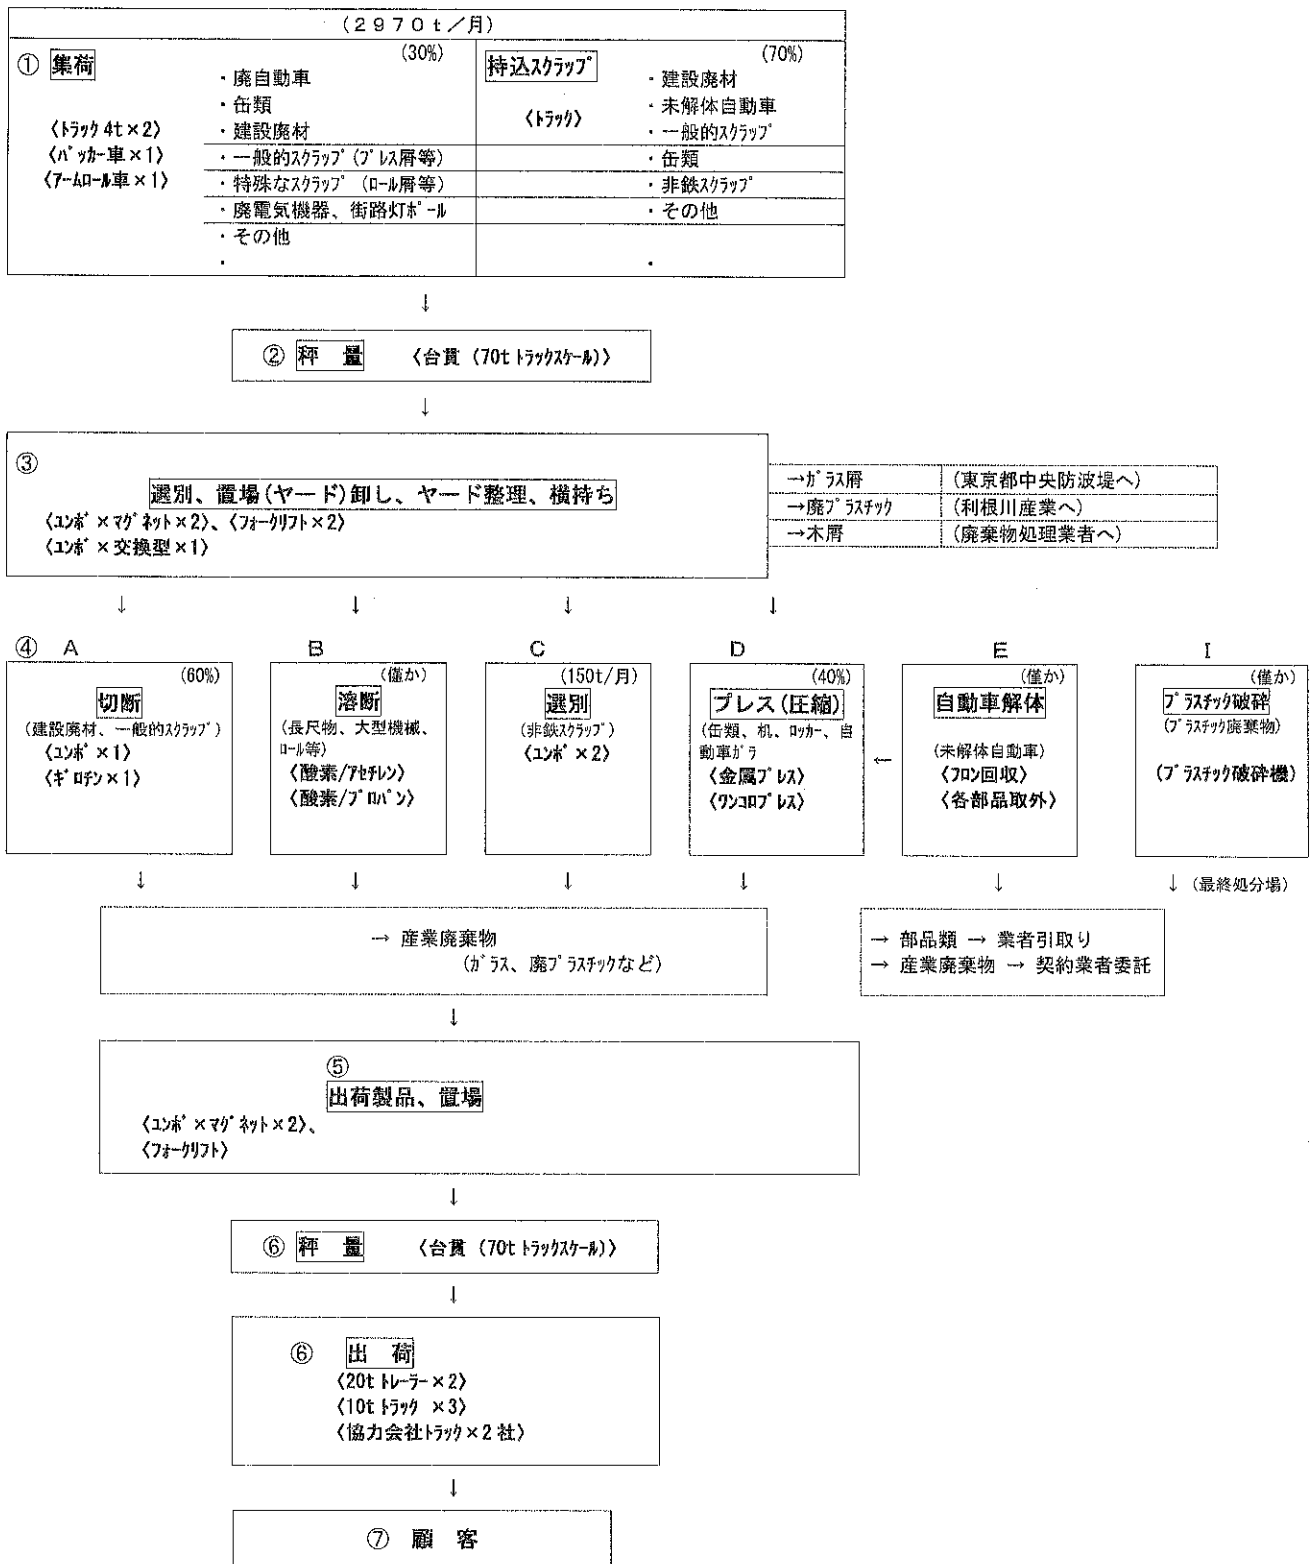 (2970t/月)
① 集荷 (30%)
・廃自動車
・缶類
〈トラック4t×2〉 ・建設廃材
〈パッカー車×1〉 ・一般的スクラップ(プレス屑等)
〈アームロール車×1〉 ・特殊なスクラップ(ロール屑等)
・廃電気機器、街路灯ポール
・その他
・
持込スクラップ (70%)
・建設廃材
〈トラック〉 ・未解体自動車
・一般的スクラップ
・缶類
・非鉄スクラップ
・その他
・
↓
② 秤 量 〈台貫(70tトラックスケール)〉
↓
③
選別、置場(ヤード)卸し、ヤード整理、横持ち
〈ユンボ×マグネット×2〉、〈フォークリフト×2〉
〈ユンボ×交換型×1〉
→ガラス屑 (東京都中央防波堤へ)
→廃プラスチック (利根川産業へ)
→木屑 (廃棄物処理業者へ)
↓ ↓ ↓ ↓
④ A
(60%)
切断
(建設廃材、一般的スクラップ)
〈ユンボ×1〉
〈ギロチン×1〉
B
(僅か)
溶断
(長尺物、大型機械、
ロール等)
〈酸素/アセチレン〉
〈酸素/プロパン〉
C
(150t/月)
選別
(非鉄スクラップ)
〈ユンボ×2〉
D
(40%)
プレス(圧縮)
(缶類、机、ロッカー、自
動車ガラ
〈金属プレス〉
〈ワンコロプレス〉
←
E
(僅か)
自動車解体
(未解体自動車)
〈フロン回収〉
〈各部品取外〉
I
(僅か)
プラスチック破砕
(プラスチック廃棄物)
(プラスチック破砕機)
↓ ↓ ↓ ↓ ↓ ↓(最終処分場)
→ 産業廃棄物
(ガラス、廃プラスチックなど)
→ 部品類 → 業者引取り
→ 産業廃棄物 → 契約業者委託
↓
⑤
出荷製品、置場
〈ユンボ×マグネット×2〉、
〈フォークリフト〉
↓
⑥ 秤 量 〈台貫(70tトラックスケール)〉
↓
⑥ 出 荷
〈20tトレーラー×2〉
〈10tトラック ×3〉
〈協力会社トラック×2社〉
↓
⑦ 顧 客